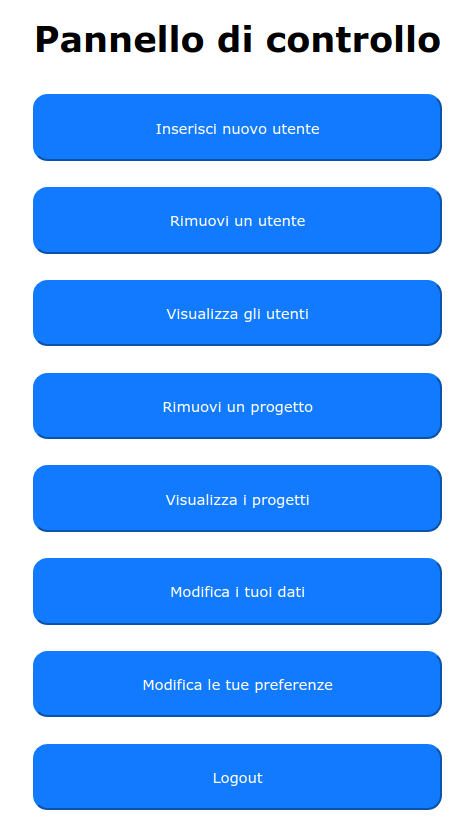 Pannello di controllo
Inserisci nuovo utente
Rimuovi un utente
Visualizza gli utenti
Rimuovi un progetto
Visualizza i progetti
Modifica i tuoi dati
Modifica le tue preferenze
Logout